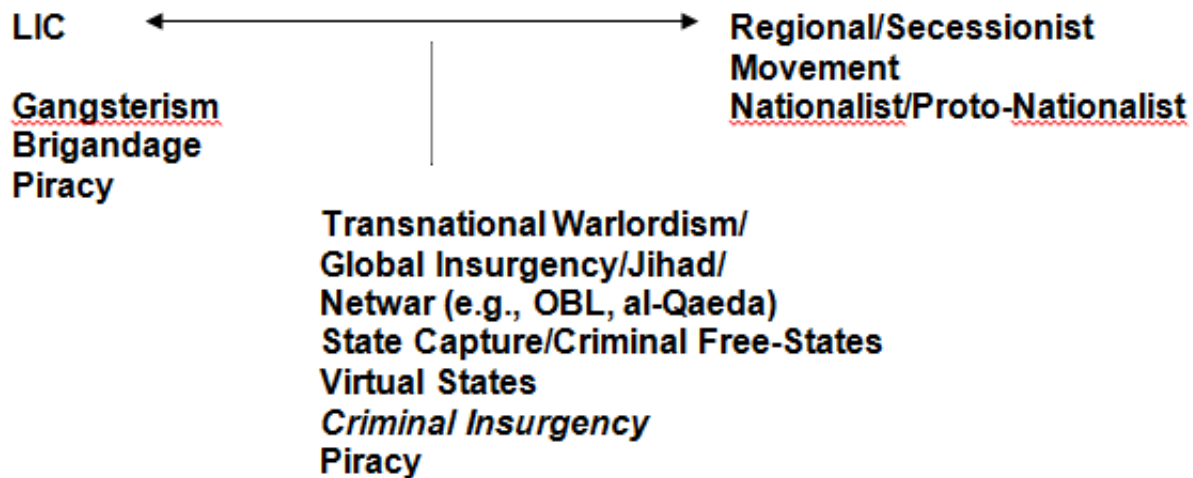 LIC
Gangsterism
Brigandage
Piracy
Regional/Secessionist
Movement
Nationalist/Proto-Nationalist
Transnational Warlordism/
Global Insurgency/Jihad/
Netwar (e.g., OBL, al-Qaeda)
State Capture/Criminal Free-States
Virtual States
Criminal Insurgency
Piracy